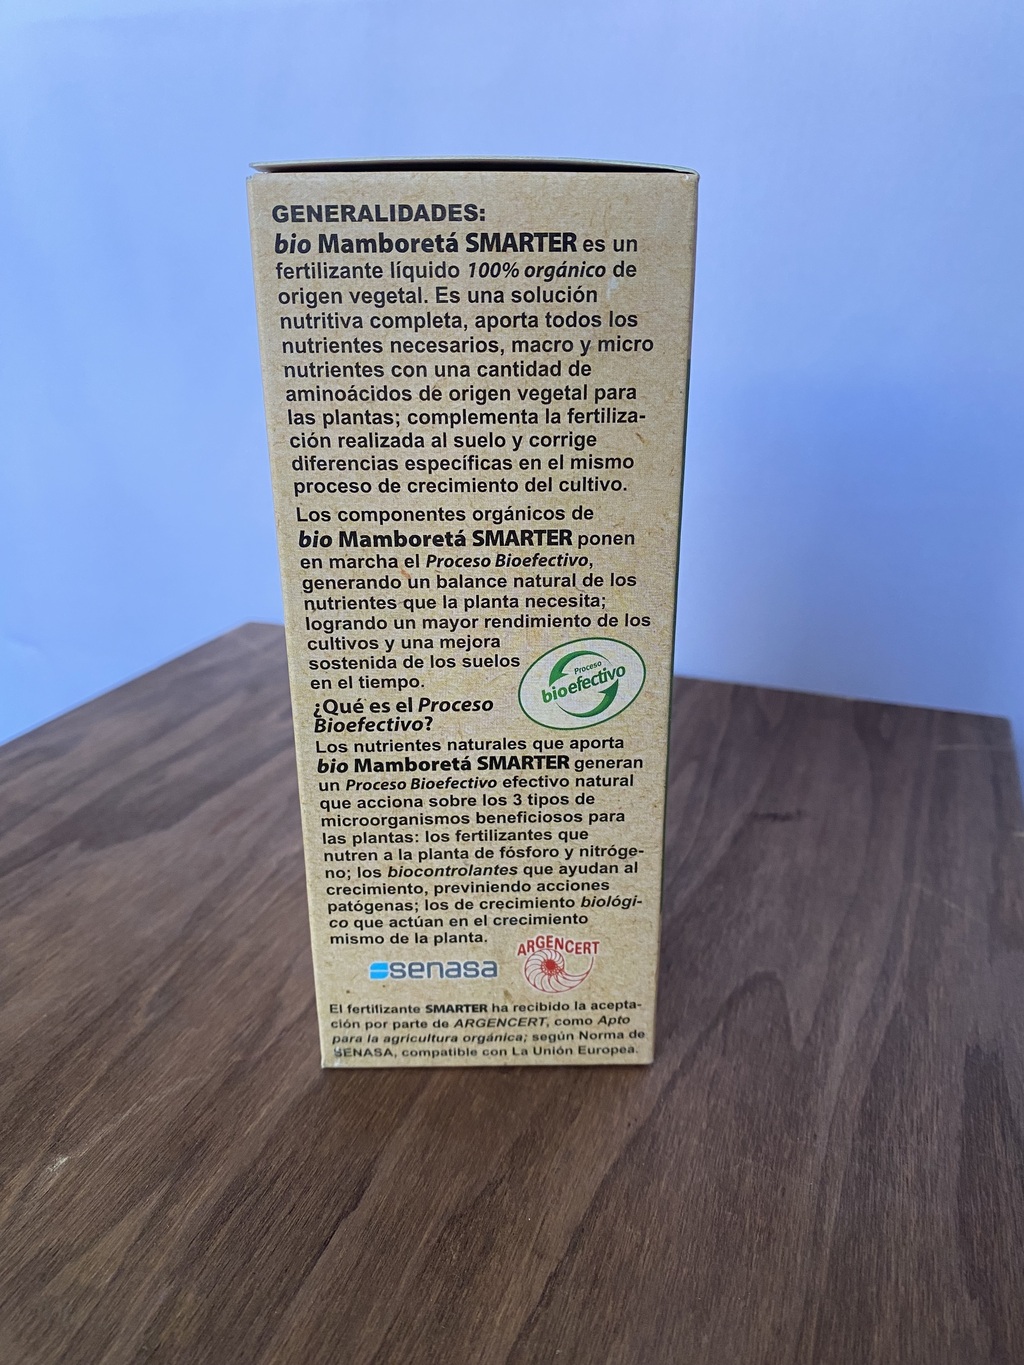 GENERALIDADES:
bio Mamboretá SMARTER es un
fertilizante líquido 100% orgánico de
origen vegetal. Es una solución
nutritiva completa, aporta todos los
nutrientes necesarios, macro y micro
nutrientes con una cantidad de
aminoácidos de origen vegetal para
las plantas; complementa la fertiliza-
ción realizada al suelo y corrige
diferencias específicas en el mismo
proceso de crecimiento del cultivo.
Los componentes orgánicos de
bio Mamboretá SMARTER ponen
en marcha el Proceso Bioefectivo,
generando un balance natural de los
nutrientes que la planta necesita;
logrando un mayor rendimiento de los
cultivos y una mejora
sostenida de los suelos
en el tiempo.
Proceso
bioefectivo
¿Qué es el Proceso
Bioefectivo?
Los nutrientes naturales que aporta
bio Mamboretá SMARTER generan
un Proceso Bioefectivo efectivo natural
que acciona sobre los 3 tipos de
microorganismos beneficiosos para
las plantas: los fertilizantes que
nutren a la planta de fósforo y nitróge-
no; los biocontrolantes que ayudan al
crecimiento, previniendo acciones
patógenas; los de crecimiento biológi-
co que actúan en el crecimiento
mismo de la planta.
senasa
ARGENCERT
El fertilizante SMARTER ha recibido la acepta-
ción por parte de ARGENCERT, como Apto
para la agricultura orgánica; según Norma de
SENASA, compatible con La Unión Europea.